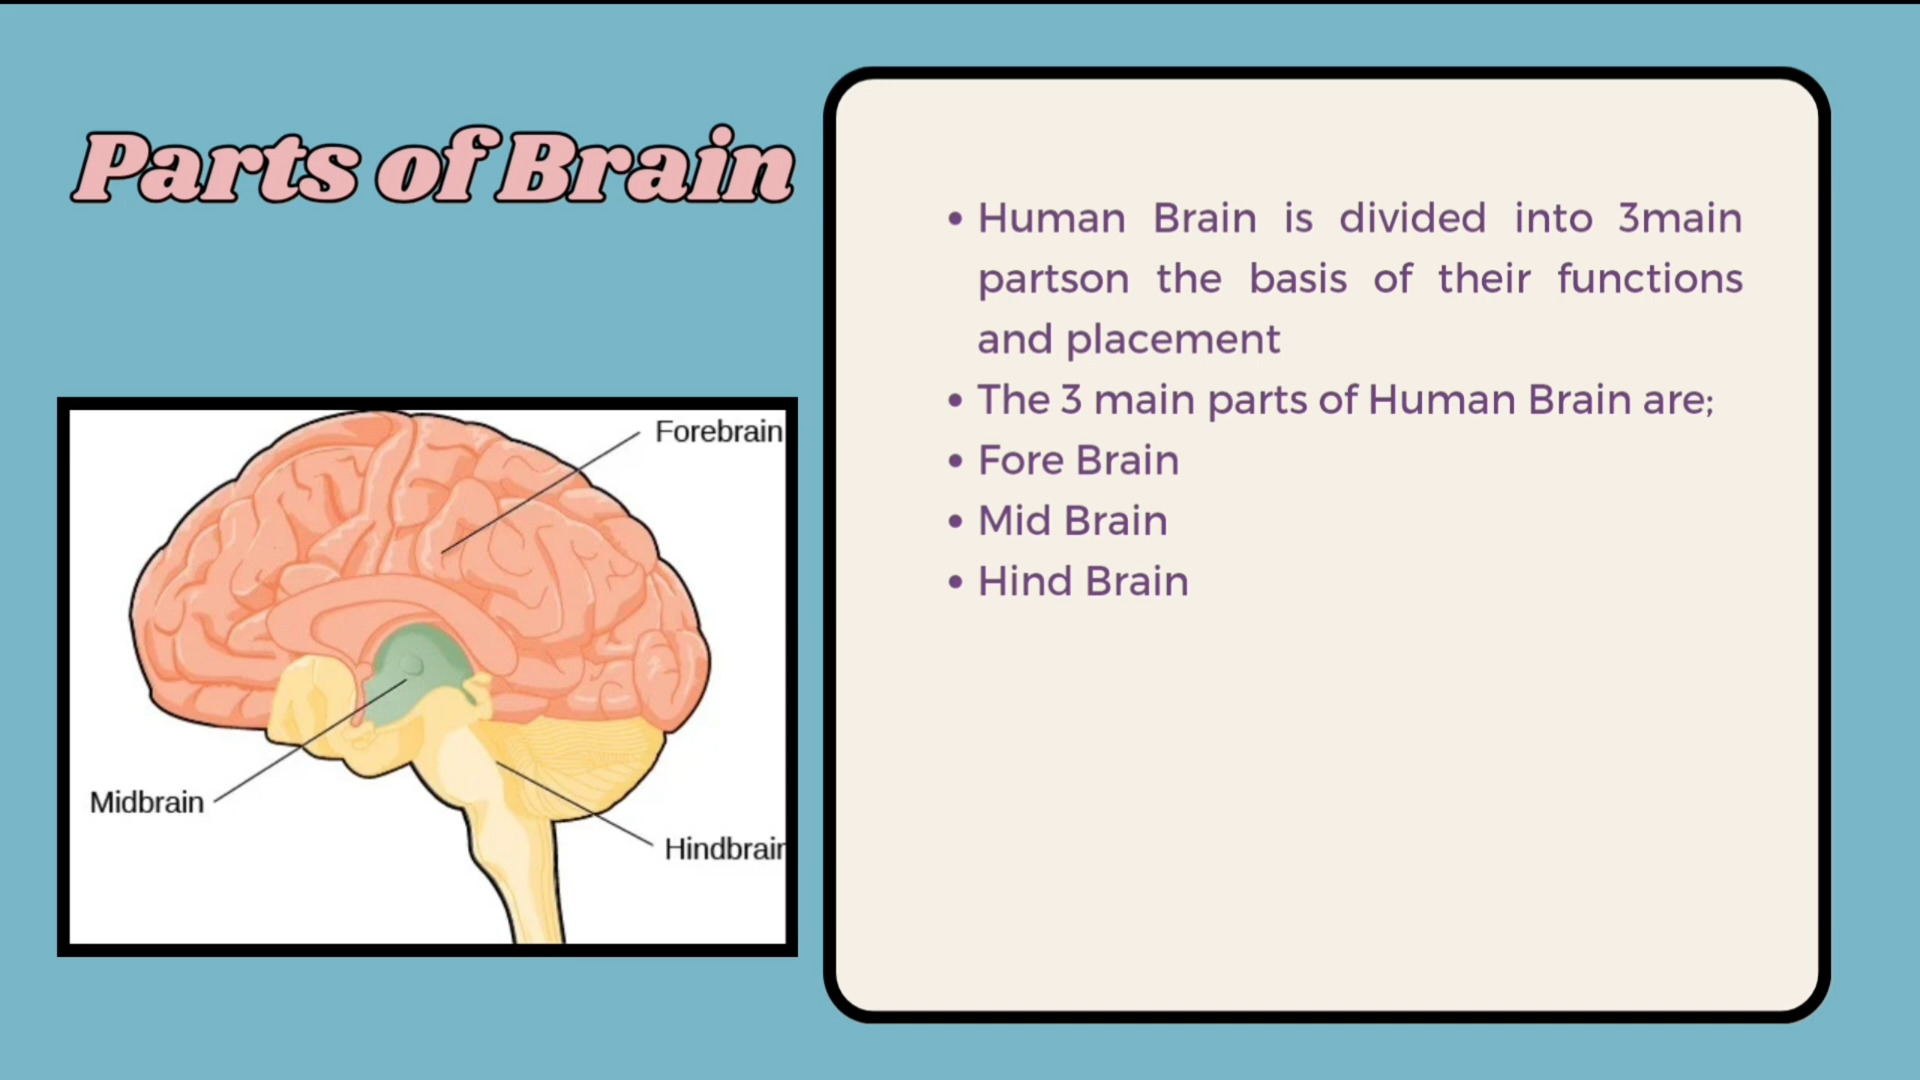 Parts of Brain
• Human Brain is divided into 3main
partson the basis of their functions
and placement
• The 3 main parts of Human Brain are;
• Fore Brain
• Mid Brain
• Hind Brain
Forebrain
Midbrain
Hindbrain